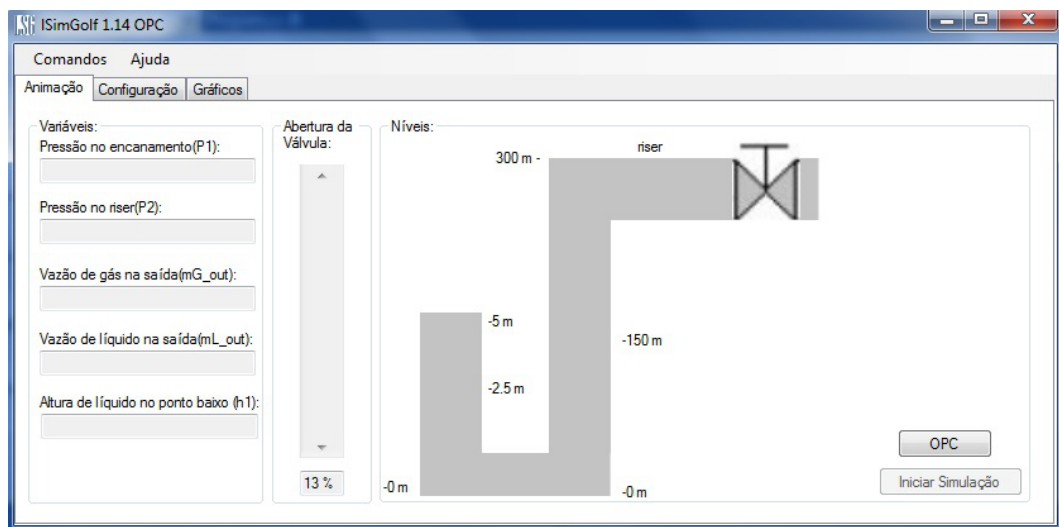 ISimGolf 1.14 OPC
Comandos Ajuda
Animação Configuração Gráficos
Variáveis:
Pressão no encanamento(P1):
Pressão no riser(P2):
Vazão de gás na saída(mG_out):
Vazão de líquido na saída(mL_out):
Altura de líquido no ponto baixo (h1):
Abertura da
Válvula:
13 %
Níveis:
300 m -
riser
-5 m
-150 m
-2.5 m
-0 m
-0 m
OPC
Iniciar Simulação